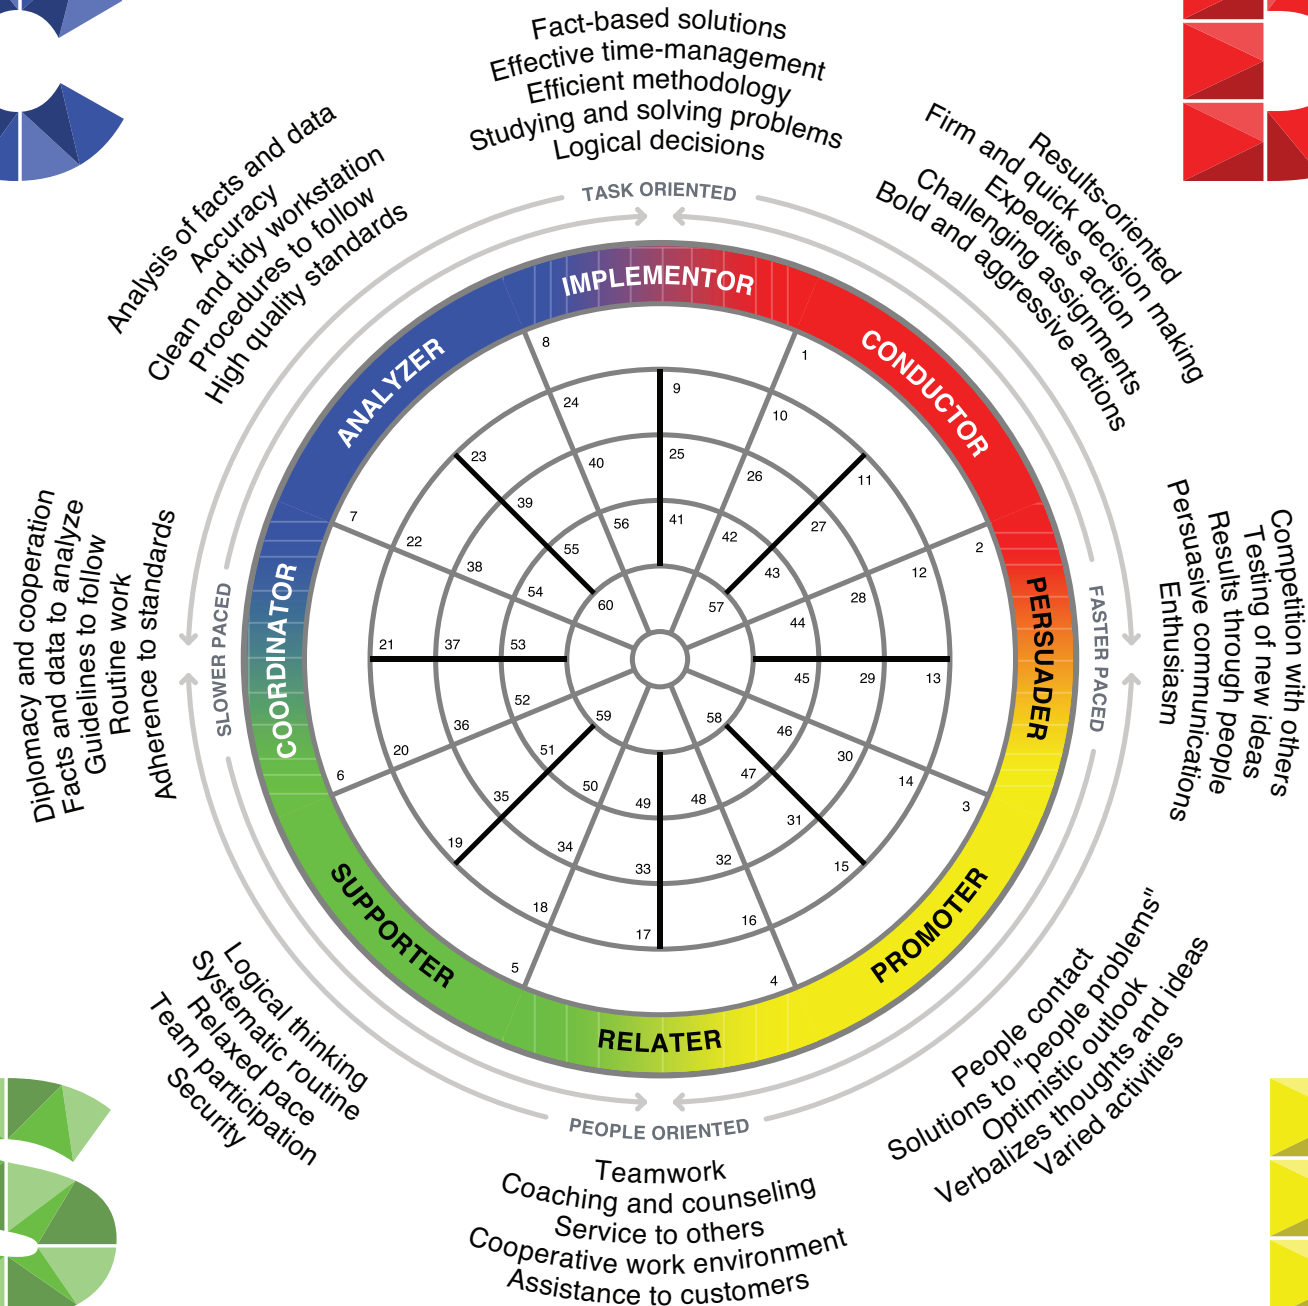 Fact-based solutions
Effective time-management
Efficient methodology
Studying and solving problems
Logical decisions
Results-oriented
Firm and quick decision making
Expedites action
Challenging assignments
Bold and aggressive actions
Competition with others
Testing of new ideas
Results through people
Persuasive communications
Enthusiasm
People contact
Solutions to "people problems"
Optimistic outlook
Verbalizes thoughts and ideas
Varied activities
Teamwork
Coaching and counseling
Service to others
Cooperative work environment
Assistance to customers
Logical thinking
Systematic routine
Relaxed pace
Team participation
Security
Diplomacy and cooperation
Facts and data to analyze
Guidelines to follow
Routine work
Adherence to standards
Analysis of facts and data
Accuracy
Clean and tidy workstation
Procedures to follow
High quality standards
TASK ORIENTED
FASTER PACED
PEOPLE ORIENTED
SLOWER PACED
IMPLEMENTOR
CONDUCTOR
PERSUADER
PROMOTER
RELATER
SUPPORTER
COORDINATOR
ANALYZER
1
2
3
4
5
6
7
8
9
10
11
12
13
14
15
16
17
18
19
20
21
22
23
24
25
26
27
28
29
30
31
32
33
34
35
36
37
38
39
40
41
42
43
44
45
46
47
48
49
50
51
52
53
54
55
56
57
58
59
60
C
D
S